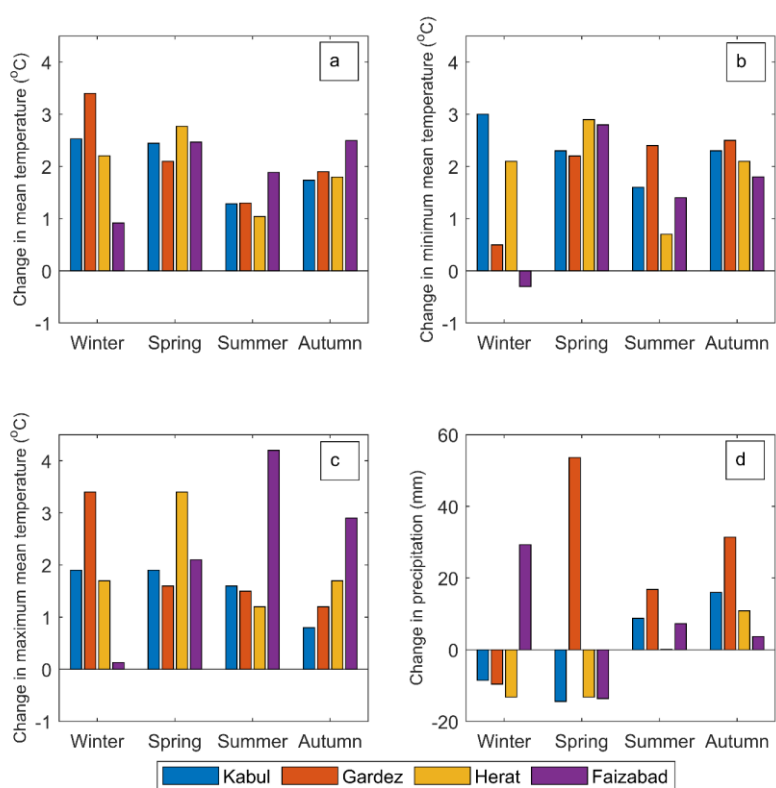 a
Change in mean temperature (°C)
4
3
2
1
0
-1
Winter Spring Summer Autumn
b
Change in minimum mean temperature (°C)
4
3
2
1
0
-1
Winter Spring Summer Autumn
c
Change in maximum mean temperature (°C)
4
3
2
1
0
-1
Winter Spring Summer Autumn
d
Change in precipitation (mm)
60
40
20
0
-20
Winter Spring Summer Autumn
Kabul Gardez Herat Faizabad